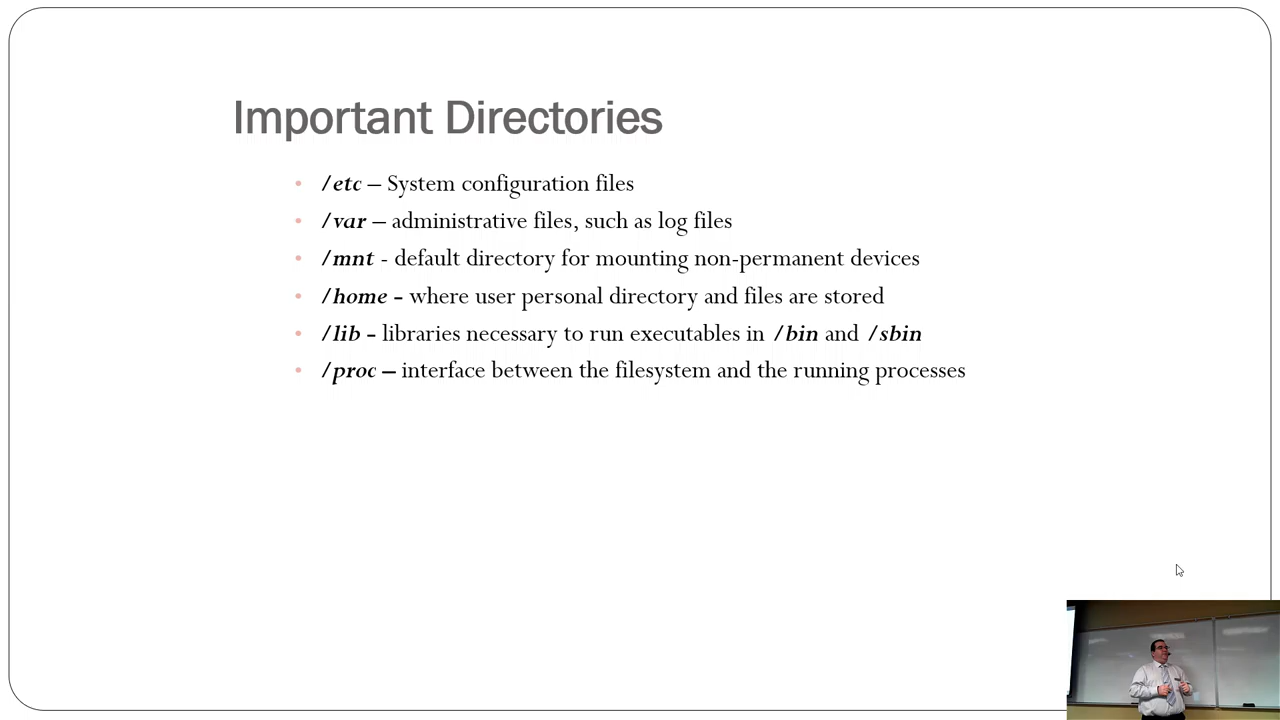 Important Directories
• /etc – System configuration files
• /var – administrative files, such as log files
• /mnt - default directory for mounting non-permanent devices
• /home - where user personal directory and files are stored
• /lib - libraries necessary to run executables in /bin and /sbin
• /proc – interface between the filesystem and the running processes